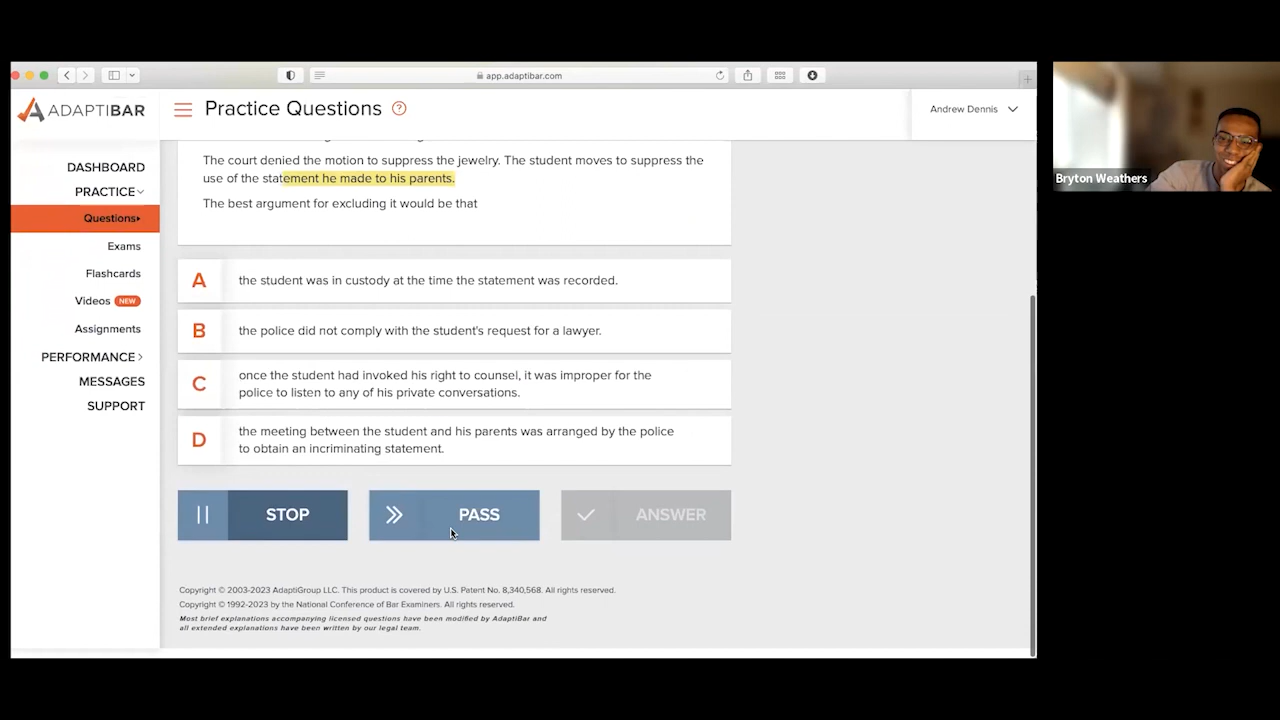 app.adaptibar.com
ADAPTIBAR
Practice Questions ?
Andrew Dennis
DASHBOARD
PRACTICE
Questions
Exams
Flashcards
Videos NEW
Assignments
PERFORMANCE
MESSAGES
SUPPORT
The court denied the motion to suppress the jewelry. The student moves to suppress the
use of the statement he made to his parents.
The best argument for excluding it would be that
A the student was in custody at the time the statement was recorded.
B the police did not comply with the student's request for a lawyer.
C once the student had invoked his right to counsel, it was improper for the
police to listen to any of his private conversations.
D the meeting between the student and his parents was arranged by the police
to obtain an incriminating statement.
STOP
PASS
ANSWER
Copyright © 2003-2023 AdaptiGroup LLC. This product is covered by U.S. Patent No. 8,340,568. All rights reserved.
Copyright © 1992-2023 by the National Conference of Bar Examiners. All rights reserved.
Most brief explanations accompanying licensed questions have been modified by AdaptiBar and
all extended explanations have been written by our legal team.
Bryton Weathers